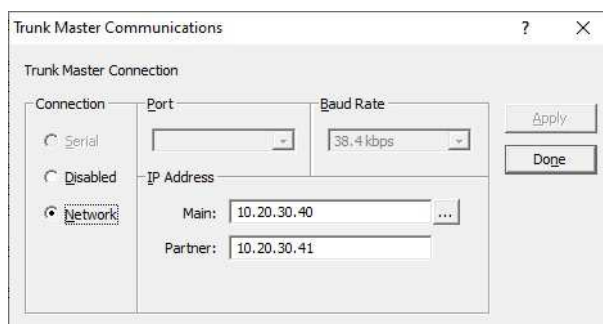 Trunk Master Communications
? X
Trunk Master Connection
Connection
Port
Baud Rate
Serial
38.4 kbps
Apply
Disabled
Done
IP Address
Network
Main: 10.20.30.40 ...
Partner: 10.20.30.41